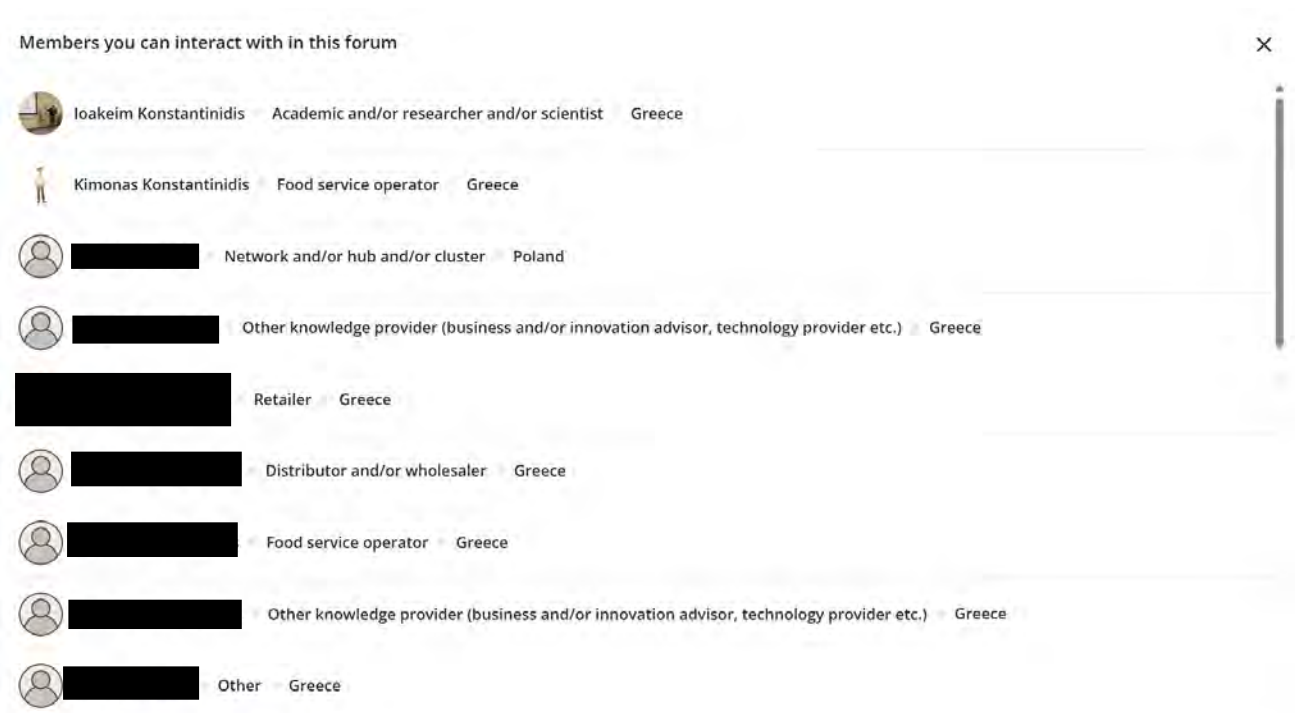 Members you can interact with in this forum
Ioakeim Konstantinidis Academic and/or researcher and/or scientist Greece
Kimonas Konstantinidis Food service operator Greece
Network and/or hub and/or cluster Poland
Other knowledge provider (business and/or innovation advisor, technology provider etc.) Greece
Retailer Greece
Distributor and/or wholesaler Greece
Food service operator Greece
Other knowledge provider (business and/or innovation advisor, technology provider etc.) Greece
Other Greece